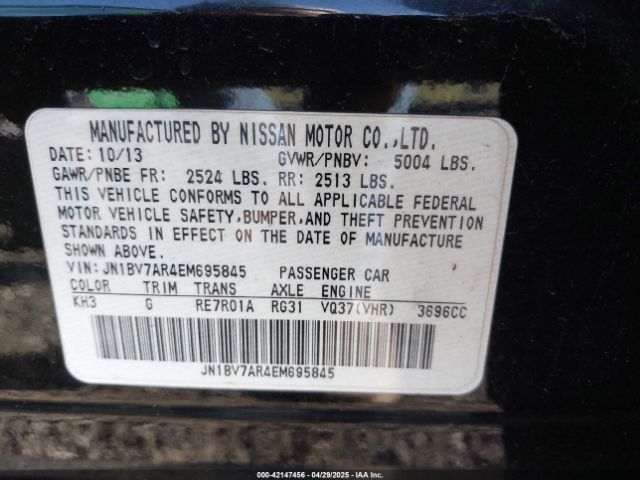 MANUFACTURED BY NISSAN MOTOR CO.,LTD.
DATE: 10/13 GVWR/PNBV: 5004 LBS.
GAWR/PNBE FR: 2524 LBS. RR: 2513 LBS.
THIS VEHICLE CONFORMS TO ALL APPLICABLE FEDERAL
MOTOR VEHICLE SAFETY,BUMPER,AND THEFT PREVENTION
STANDARDS IN EFFECT ON THE DATE OF MANUFACTURE
SHOWN ABOVE.
VIN: JN1BV7AR4EM695845 PASSENGER CAR
COLOR TRIM TRANS AXLE ENGINE
KH3 G RE7R01A RG31 VQ37(VHR) 3696CC
JN1BV7AR4EM695845
000-42147456 - 04/29/2025 - IAA Inc.